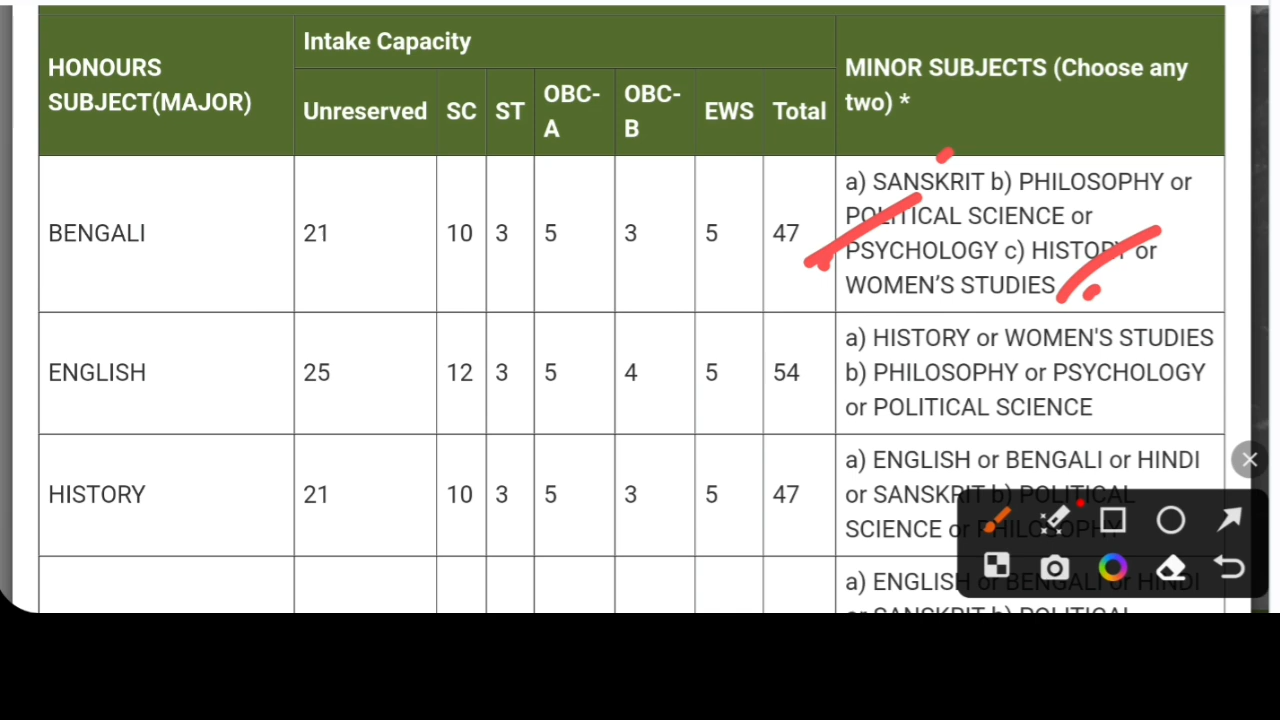 HONOURS
SUBJECT(MAJOR)
Intake Capacity
MINOR SUBJECTS (Choose any
two) *
Unreserved SC ST OBC-
A OBC-
B EWS Total
BENGALI 21 10 3 5 3 5 47
a) SANSKRIT b) PHILOSOPHY or
POLITICAL SCIENCE or
PSYCHOLOGY c) HISTORY or
WOMEN’S STUDIES
ENGLISH 25 12 3 5 4 5 54
a) HISTORY or WOMEN'S STUDIES
b) PHILOSOPHY or PSYCHOLOGY
or POLITICAL SCIENCE
HISTORY 21 10 3 5 3 5 47
a) ENGLISH or BENGALI or HINDI
or SANSKRIT b) POLITICAL
SCIENCE or PHILOSOPHY
a) ENGLISH or BENGALI or HINDI
or SANSKRIT b) POLITICAL